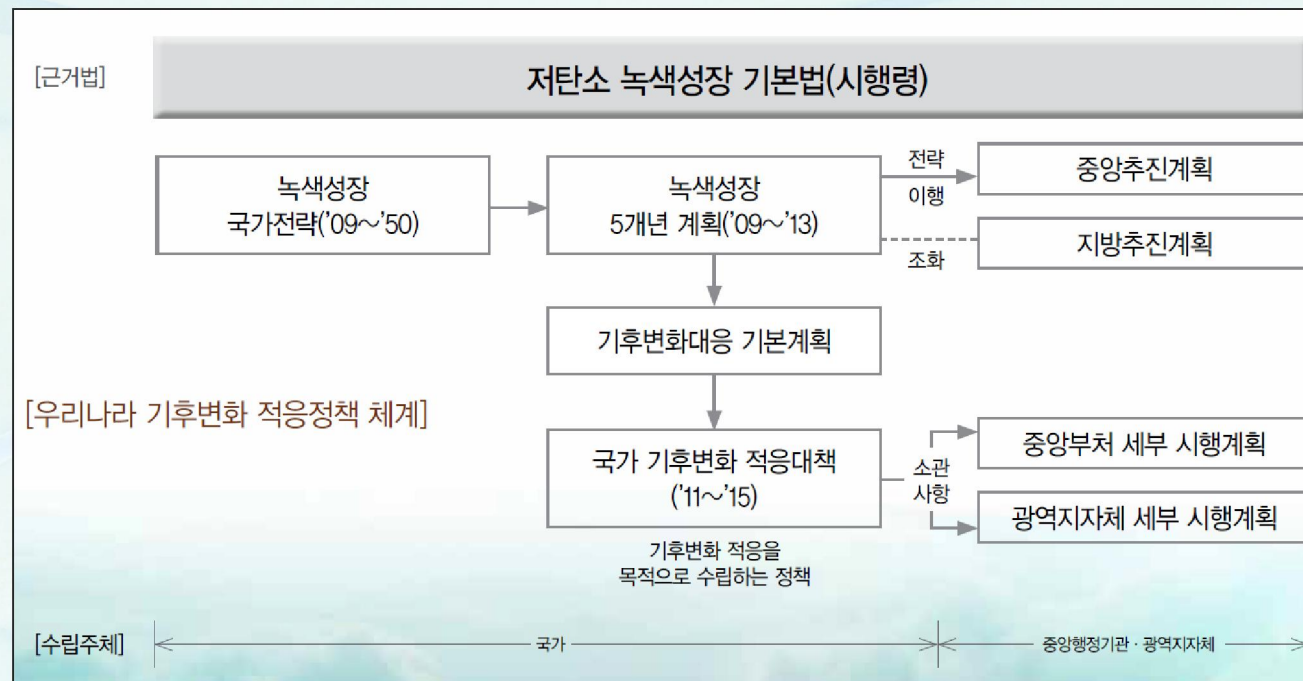 [근거법]
저탄소 녹색성장 기본법(시행령)
녹색성장
국가전략('09~'50)
녹색성장
5개년 계획('09~'13)
전략
이행
조화
중앙추진계획
지방추진계획
기후변화대응 기본계획
[우리나라 기후변화 적응정책 체계]
국가 기후변화 적응대책
('11~'15)
소관
사항
중앙부처 세부 시행계획
광역지자체 세부 시행계획
기후변화 적응을
목적으로 수립하는 정책
[수립주체]
국가
중앙행정기관·광역지자체